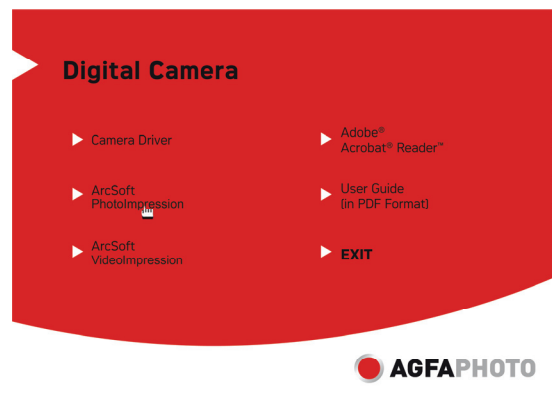 Digital Camera
Camera Driver
ArcSoft
PhotoImpression
ArcSoft
VideoImpression
Adobe®
Acrobat® Reader™
User Guide
(in PDF Format)
EXIT
AGFAPHOTO